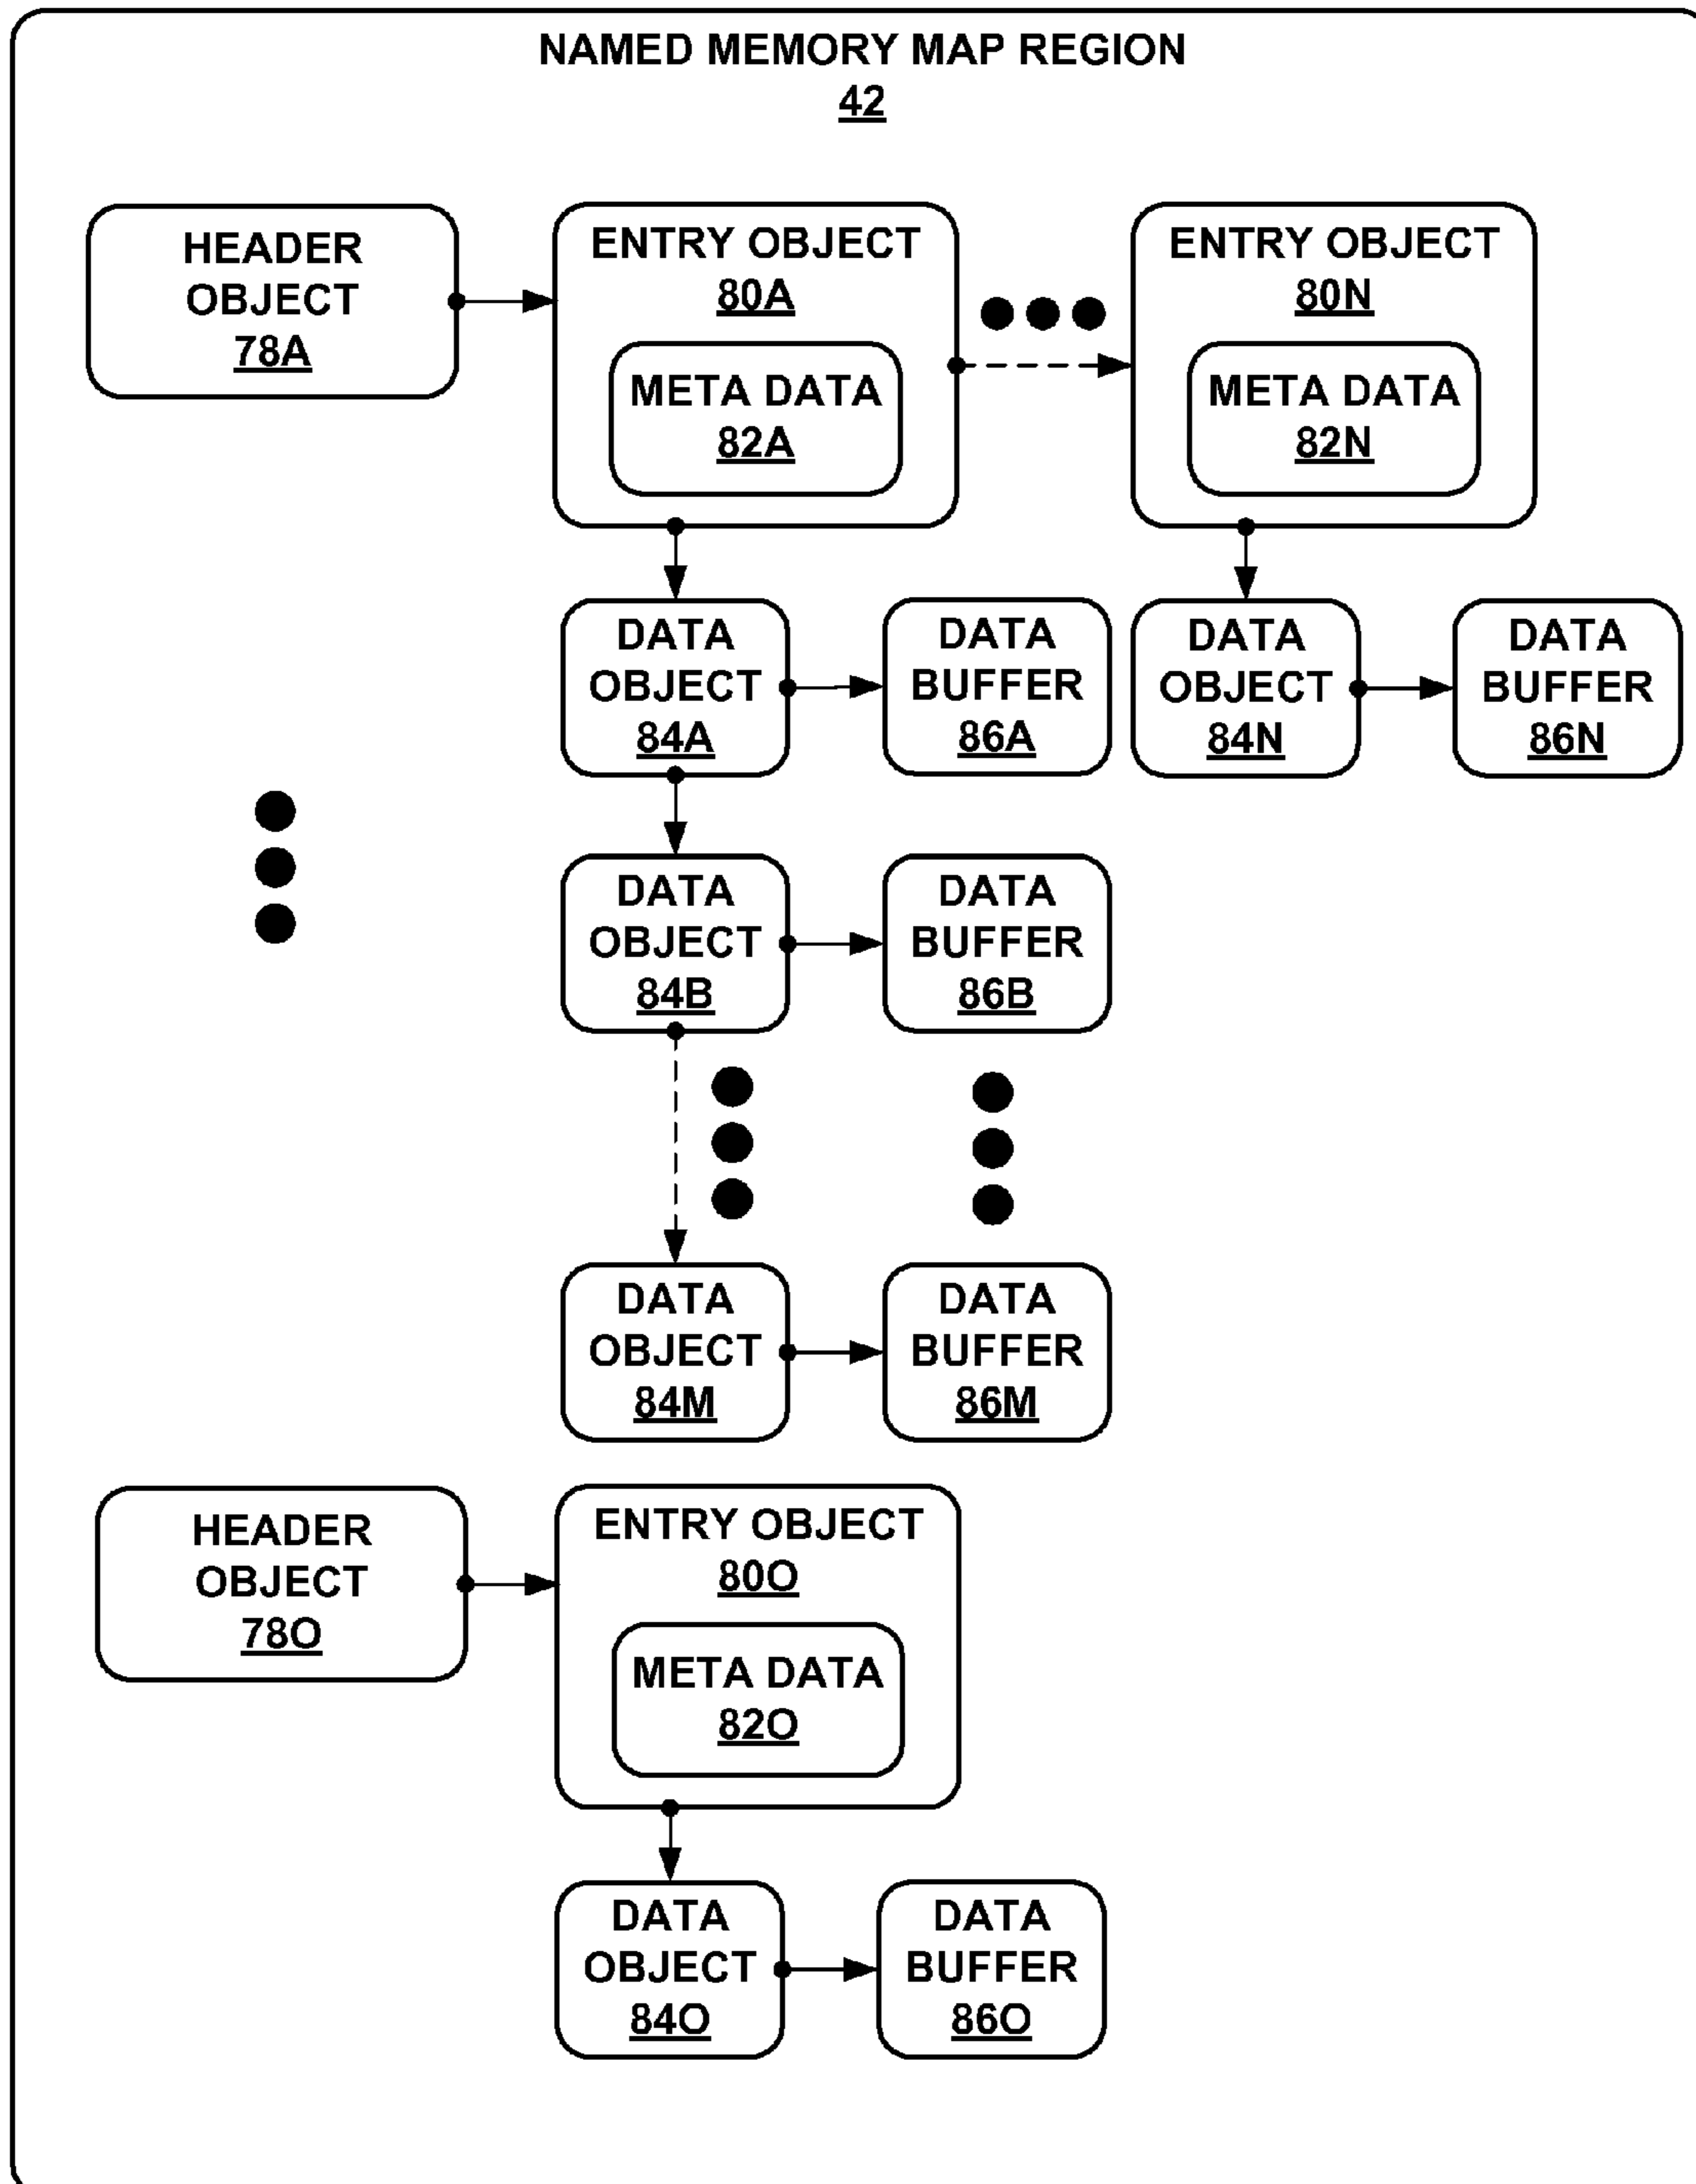 NAMED MEMORY MAP REGION
42
HEADER
OBJECT
78A
ENTRY OBJECT
80A
META DATA
82A
ENTRY OBJECT
80N
META DATA
82N
DATA
OBJECT
84A
DATA
BUFFER
86A
DATA
OBJECT
84N
DATA
BUFFER
86N
DATA
OBJECT
84B
DATA
BUFFER
86B
DATA
OBJECT
84M
DATA
BUFFER
86M
HEADER
OBJECT
78O
ENTRY OBJECT
80O
META DATA
82O
DATA
OBJECT
84O
DATA
BUFFER
86O